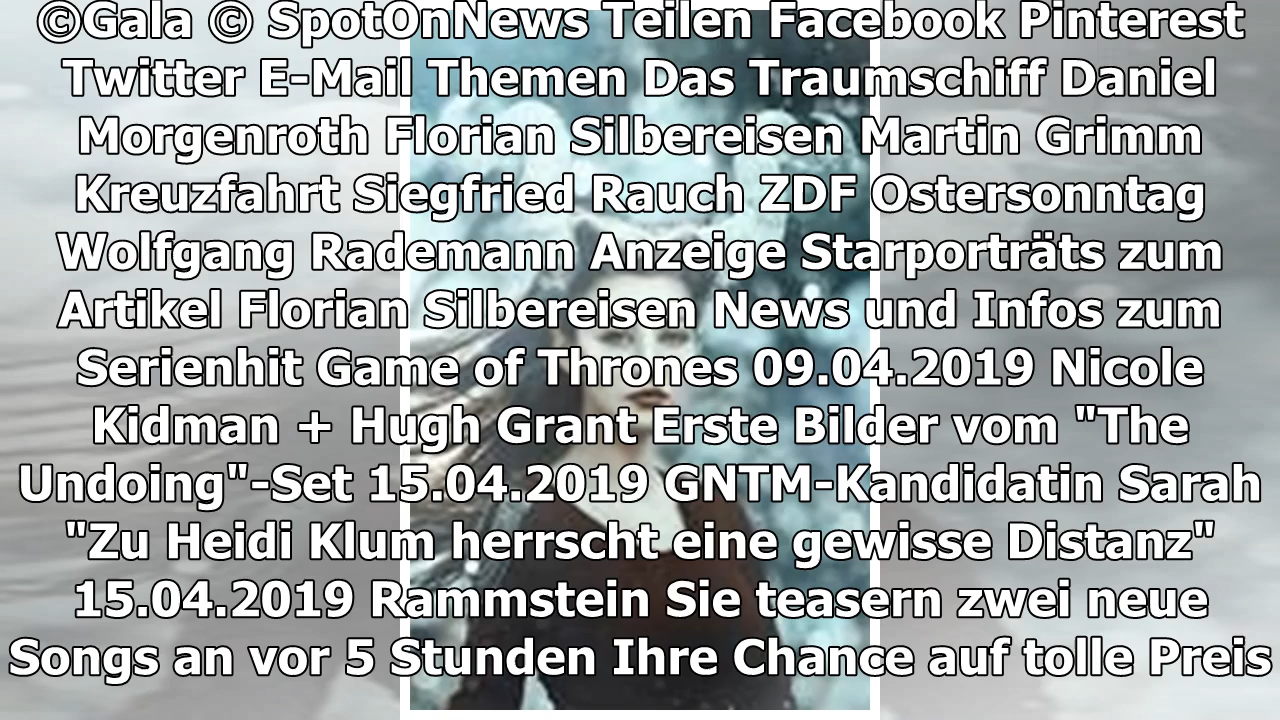 ©Gala © SpotOnNews Teilen Facebook Pinterest
Twitter E-Mail Themen Das Traumschiff Daniel
Morgenroth Florian Silbereisen Martin Grimm
Kreuzfahrt Siegfried Rauch ZDF Ostersonntag
Wolfgang Rademann Anzeige Starporträts zum
Artikel Florian Silbereisen News und Infos zum
Serienhit Game of Thrones 09.04.2019 Nicole
Kidman + Hugh Grant Erste Bilder vom "The
Undoing"-Set 15.04.2019 GNTM-Kandidatin Sarah
"Zu Heidi Klum herrscht eine gewisse Distanz"
15.04.2019 Rammstein Sie teasern zwei neue
Songs an vor 5 Stunden Ihre Chance auf tolle Preis